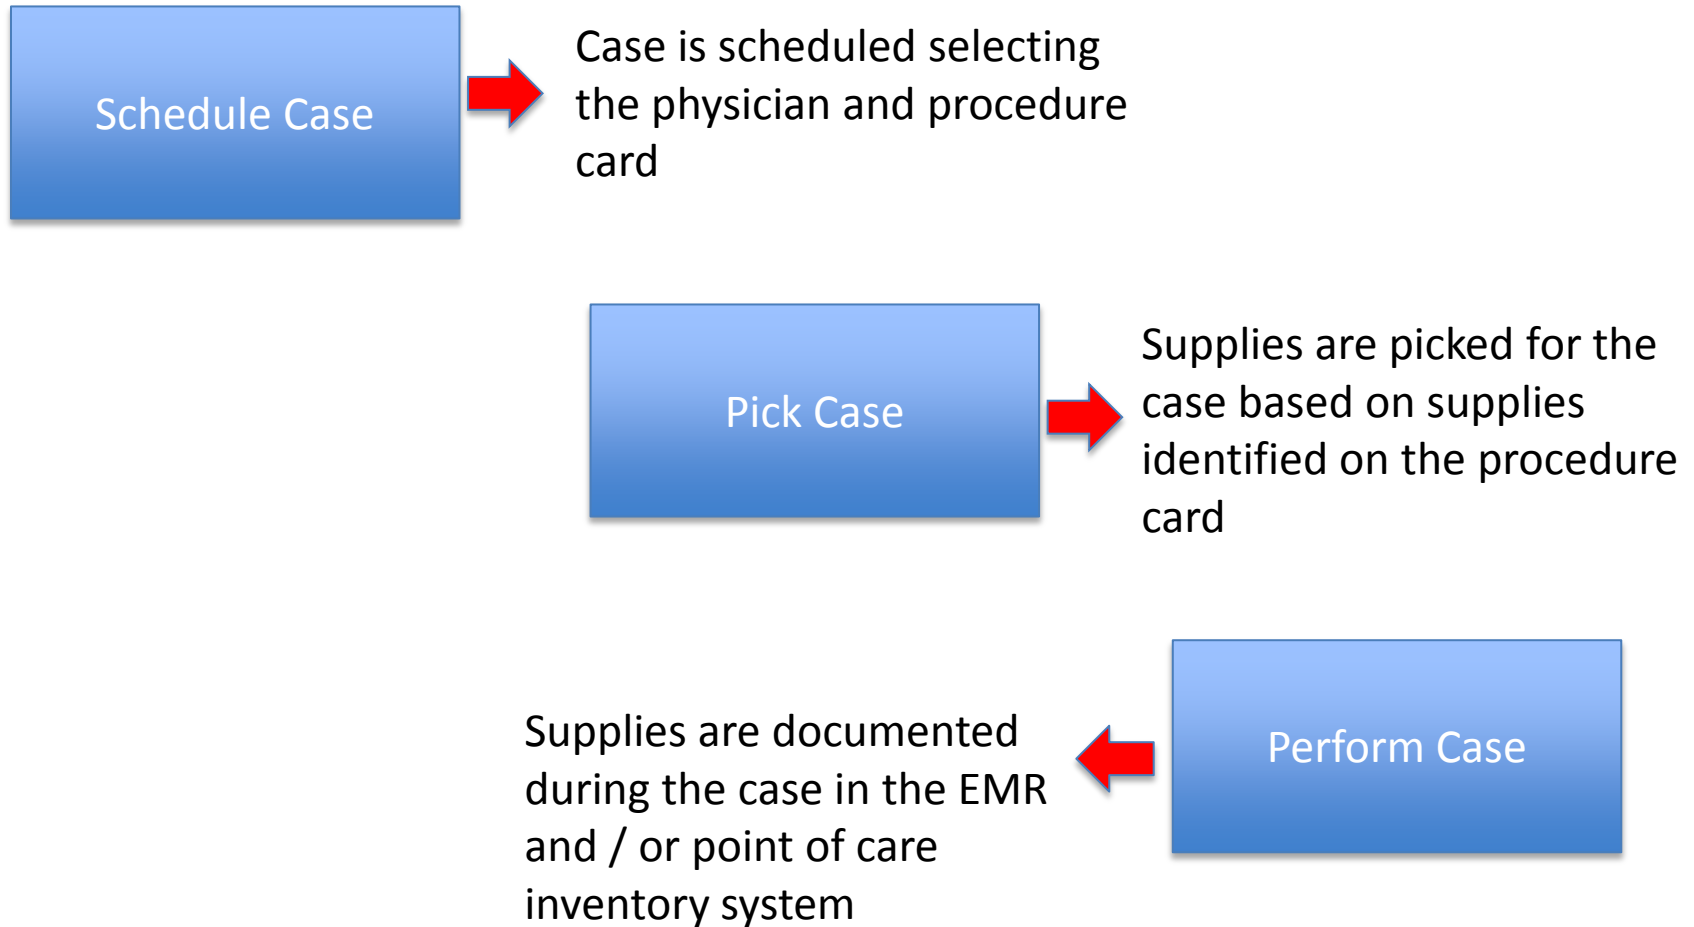 Schedule Case
Case is scheduled selecting
the physician and procedure
card
Pick Case
Supplies are picked for the
case based on supplies
identified on the procedure
card
Perform Case
Supplies are documented
during the case in the EMR
and / or point of care
inventory system